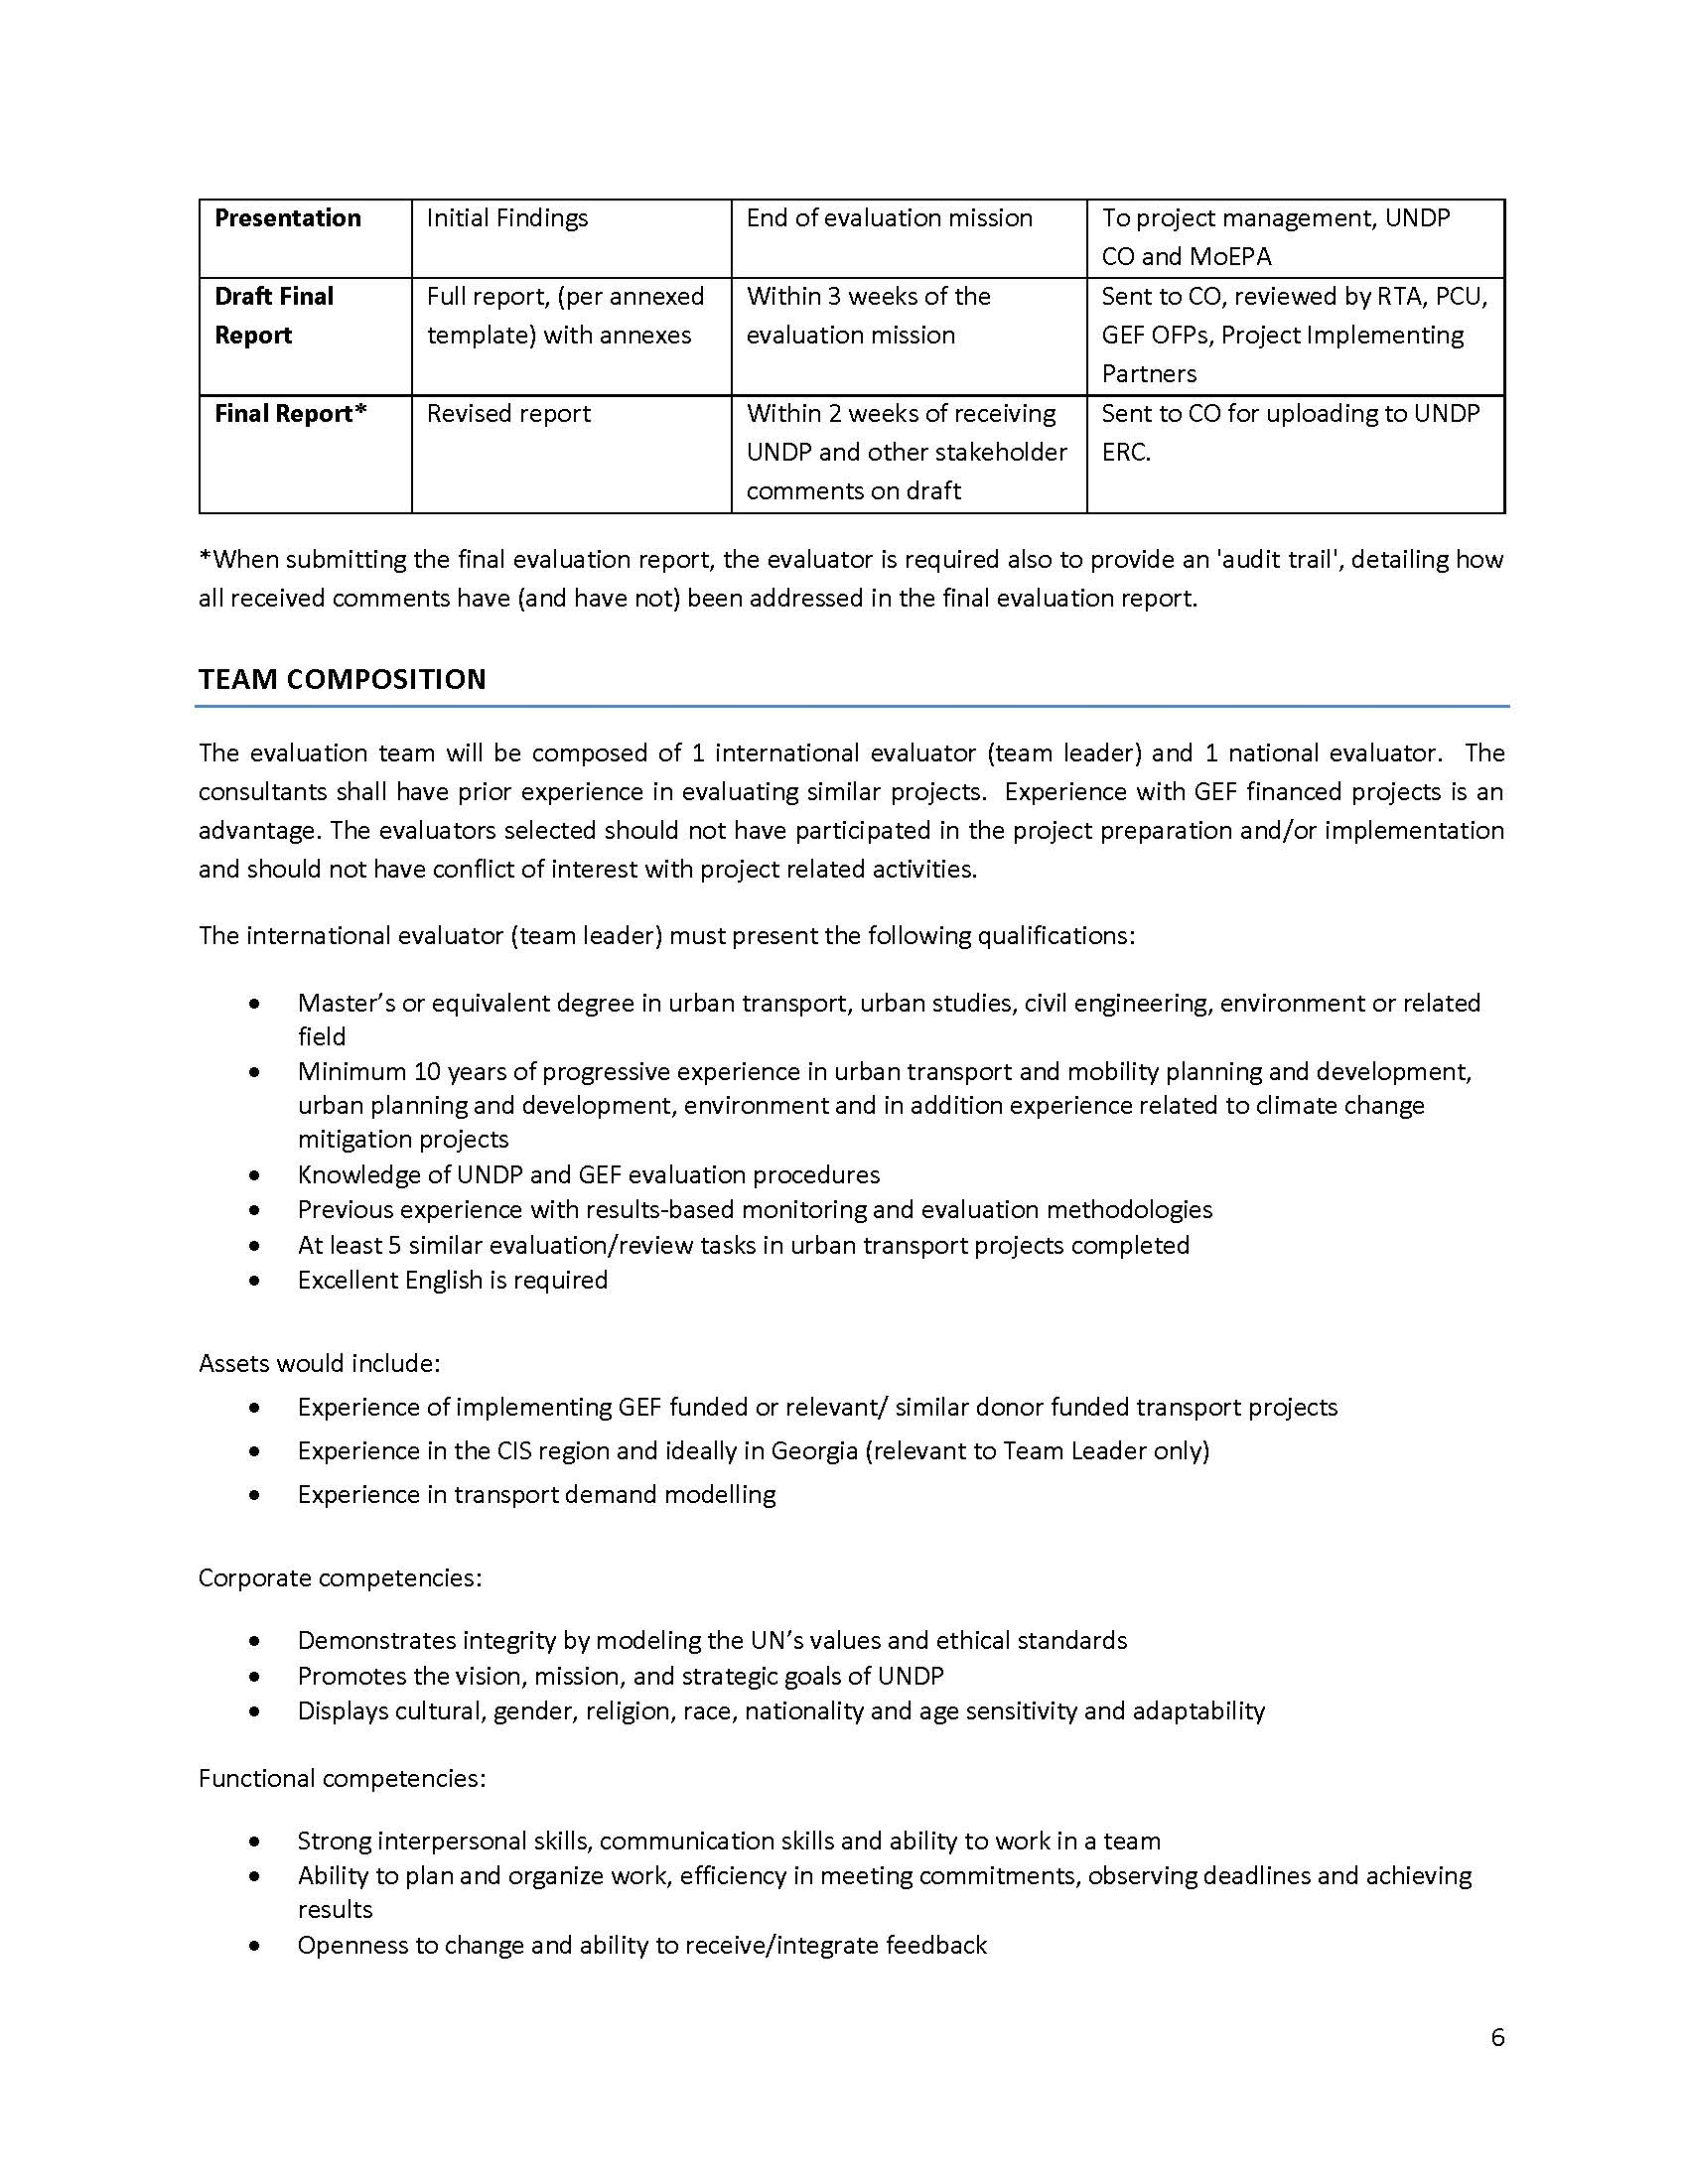 Presentation Initial Findings End of evaluation mission To project management, UNDP
CO and MoEPA
Draft Final Full report, (per annexed Within 3 weeks of the Sent to CO, reviewed by RTA, PCU,
Report template) with annexes evaluation mission GEF OFPs, Project Implementing
Partners
Final Report* Revised report Within 2 weeks of receiving Sent to CO for uploading to UNDP
UNDP and other stakeholder ERC.
comments on draft
*When submitting the final evaluation report, the evaluator is required also to provide an 'audit trail', detailing how
all received comments have (and have not) been addressed in the final evaluation report.
TEAM COMPOSITION
The evaluation team will be composed of 1 international evaluator (team leader) and 1 national evaluator. The
consultants shall have prior experience in evaluating similar projects. Experience with GEF financed projects is an
advantage. The evaluators selected should not have participated in the project preparation and/or implementation
and should not have conflict of interest with project related activities.
The international evaluator (team leader) must present the following qualifications:
• Master’s or equivalent degree in urban transport, urban studies, civil engineering, environment or related
field
• Minimum 10 years of progressive experience in urban transport and mobility planning and development,
urban planning and development, environment and in addition experience related to climate change
mitigation projects
• Knowledge of UNDP and GEF evaluation procedures
• Previous experience with results-based monitoring and evaluation methodologies
• At least 5 similar evaluation/review tasks in urban transport projects completed
• Excellent English is required
Assets would include:
• Experience of implementing GEF funded or relevant/ similar donor funded transport projects
• Experience in the CIS region and ideally in Georgia (relevant to Team Leader only)
• Experience in transport demand modelling
Corporate competencies:
• Demonstrates integrity by modeling the UN’s values and ethical standards
• Promotes the vision, mission, and strategic goals of UNDP
• Displays cultural, gender, religion, race, nationality and age sensitivity and adaptability
Functional competencies:
• Strong interpersonal skills, communication skills and ability to work in a team
• Ability to plan and organize work, efficiency in meeting commitments, observing deadlines and achieving
results
• Openness to change and ability to receive/integrate feedback
6